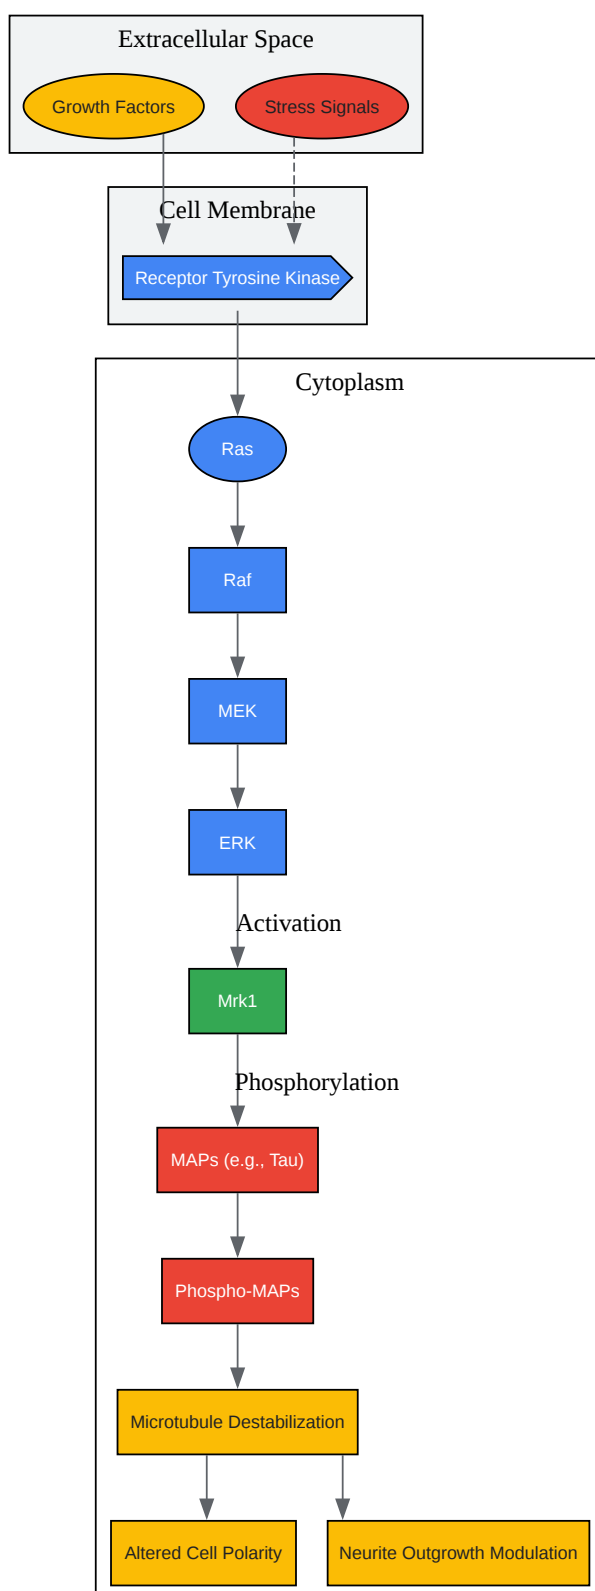 Extracellular Space
Growth Factors
Stress Signals
Cell Membrane
Receptor Tyrosine Kinase
Cytoplasm
Ras
Raf
MEK
ERK
Activation
Mrk1
Phosphorylation
MAPs (e.g., Tau)
Phospho-MAPs
Microtubule Destabilization
Altered Cell Polarity
Neurite Outgrowth Modulation